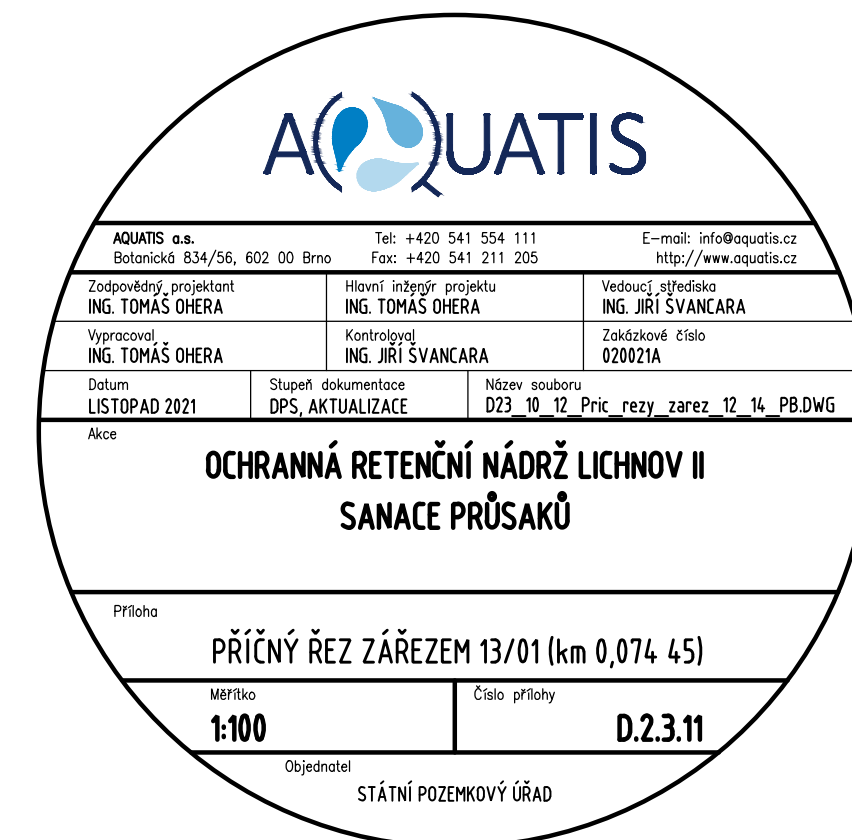 AQUATIS
AQUATIS a.s. Tel: +420 541 554 111 E-mail: info@aquatis.cz
Botanická 834/56, 602 00 Brno Fax: +420 541 211 205 http://www.aquatis.cz
Zodpovědný projektant Hlavní inženýr projektu Vedoucí střediska
ING. TOMÁŠ OHERA ING. TOMÁŠ OHERA ING. JIŘÍ ŠVANCARA
Vypracoval Kontroloval Zakázkové číslo
ING. TOMÁŠ OHERA ING. JIŘÍ ŠVANCARA 020021A
Datum Stupeň dokumentace Název souboru
LISTOPAD 2021 DPS, AKTUALIZACE D23_10_12_Pric_rezy_zarez_12_14_PB.DWG
Akce
OCHRANNÁ RETENČNÍ NÁDRŽ LICHNOV II
SANACE PRŮSAKŮ
Příloha
PŘÍČNÝ ŘEZ ZÁŘEZEM 13/01 (km 0,074 45)
Měřítko Číslo přílohy
1:100 D.2.3.11
Objednatel
STÁTNÍ POZEMKOVÝ ÚŘAD